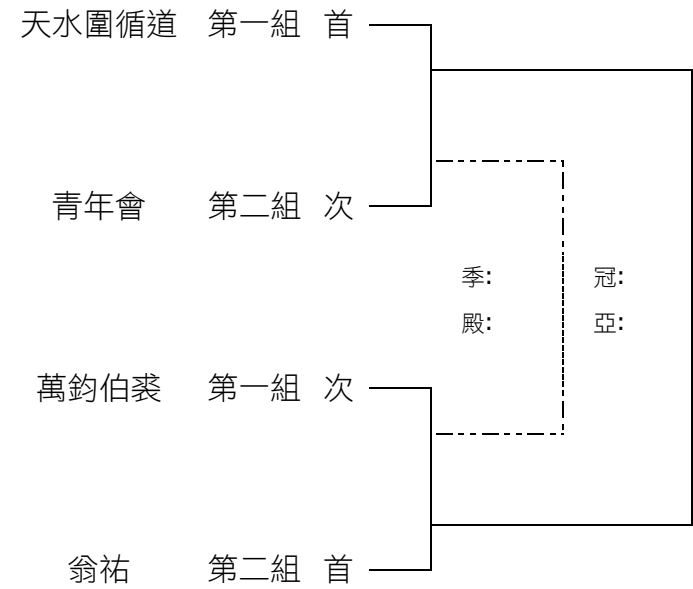 天水圍循道 第一組 首
青年會 第二組 次
季: 冠:
殿: 亞:
萬鈞伯裘 第一組 次
翁祐 第二組 首